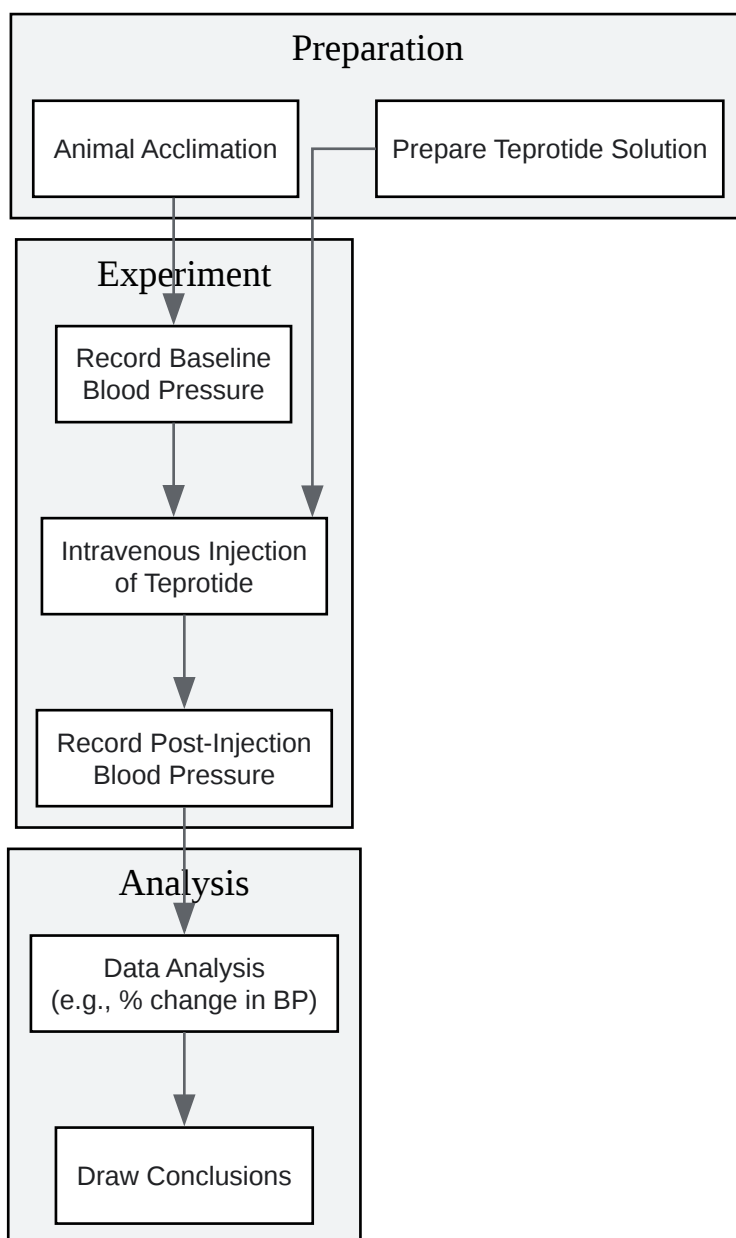 Preparation
Animal Acclimation
Prepare Teprotide Solution
Experiment
Record Baseline
Blood Pressure
Intravenous Injection
of Teprotide
Record Post-Injection
Blood Pressure
Analysis
Data Analysis
(e.g., % change in BP)
Draw Conclusions